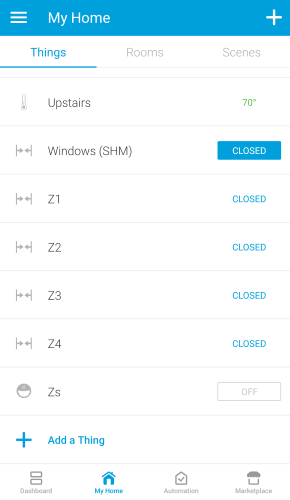 My Home
Things Rooms Scenes
Upstairs 70°
Windows (SHM) CLOSED
Z1 CLOSED
Z2 CLOSED
Z3 CLOSED
Z4 CLOSED
Zs OFF
Add a Thing
Dashboard My Home Automation Marketplace